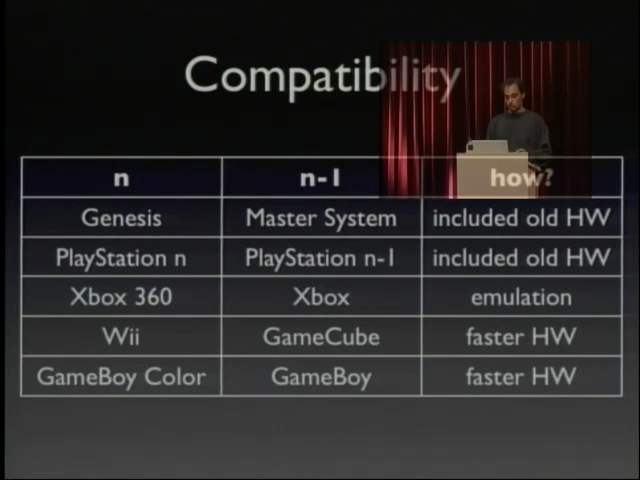 Compatibility
n n-1 how?
Genesis Master System included old HW
PlayStation n PlayStation n-1 included old HW
Xbox 360 Xbox emulation
Wii GameCube faster HW
GameBoy Color GameBoy faster HW